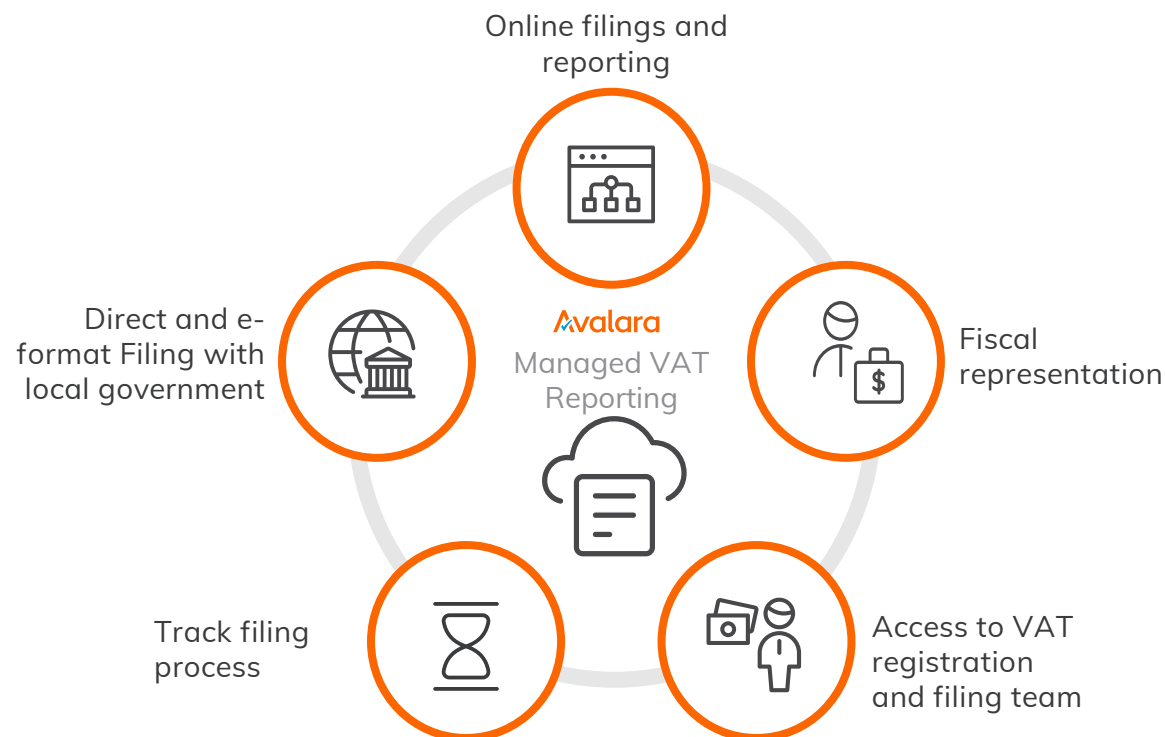 Online filings and
reporting
Avalara
Managed VAT
Reporting
Direct and e-
format Filing with
local government
Fiscal
representation
$
Track filing
process
Access to VAT
registration
and filing team